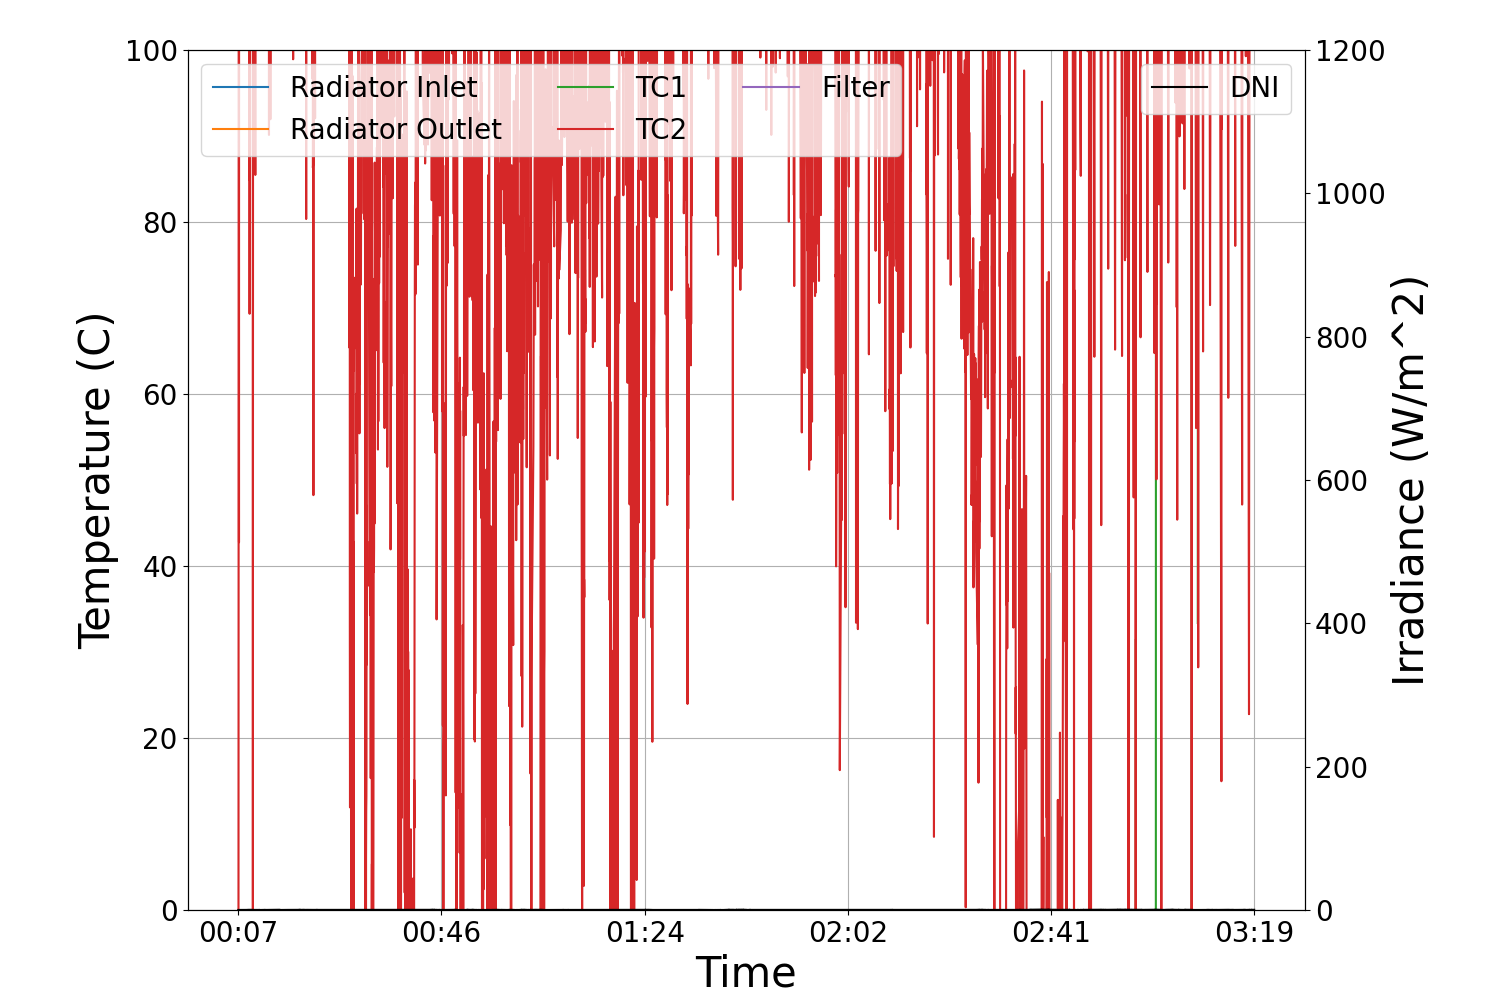 100
80
60
40
20
0
Temperature (C)
Radiator Inlet
Radiator Outlet
TC1
TC2
Filter
DNI
1200
1000
800
600
400
200
0
Irradiance (W/m^2)
00:07
00:46
01:24
02:02
02:41
03:19
Time